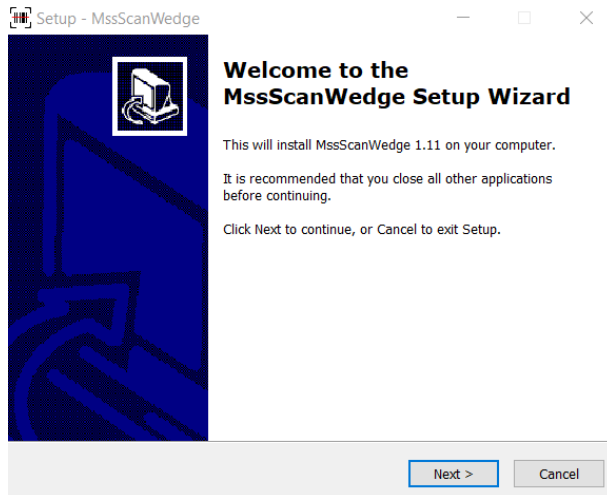 Setup - MssScanWedge
Welcome to the
MssScanWedge Setup Wizard
This will install MssScanWedge 1.11 on your computer.
It is recommended that you close all other applications
before continuing.
Click Next to continue, or Cancel to exit Setup.
Next >
Cancel